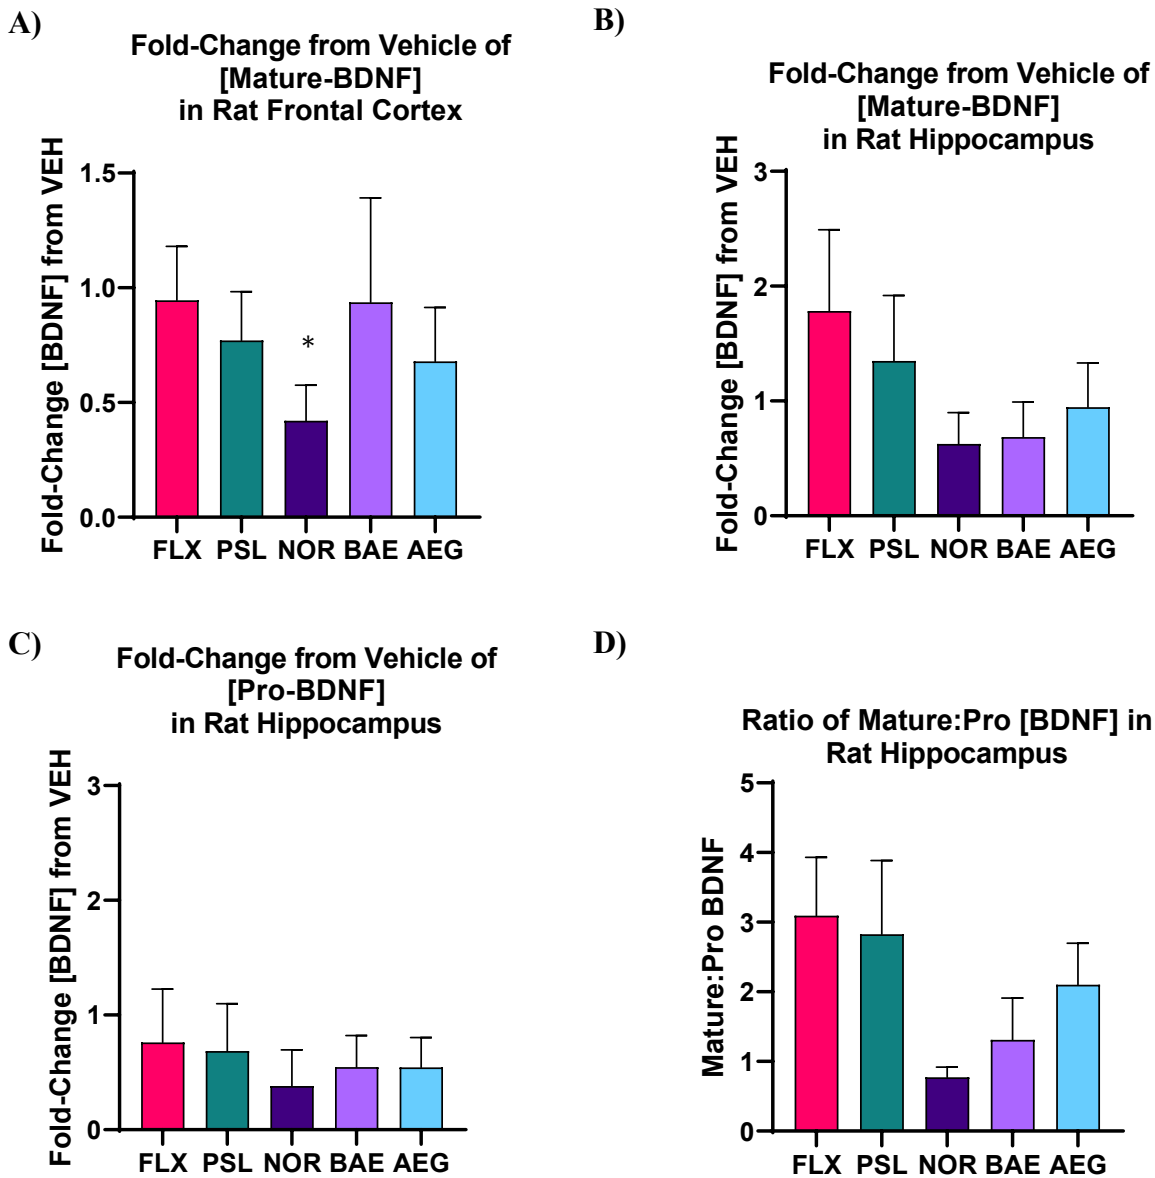 A)
Fold-Change from Vehicle of
[Mature-BDNF]
in Rat Frontal Cortex
Fold-Change [BDNF] from VEH
1.5
1.0
0.5
0.0
*
FLX PSL NOR BAE AEG
B)
Fold-Change from Vehicle of
[Mature-BDNF]
in Rat Hippocampus
Fold-Change [BDNF] from VEH
3
2
1
0
FLX PSL NOR BAE AEG
C)
Fold-Change from Vehicle of
[Pro-BDNF]
in Rat Hippocampus
Fold-Change [BDNF] from VEH
3
2
1
0
FLX PSL NOR BAE AEG
D)
Ratio of Mature:Pro [BDNF] in
Rat Hippocampus
Mature:Pro BDNF
5
4
3
2
1
0
FLX PSL NOR BAE AEG